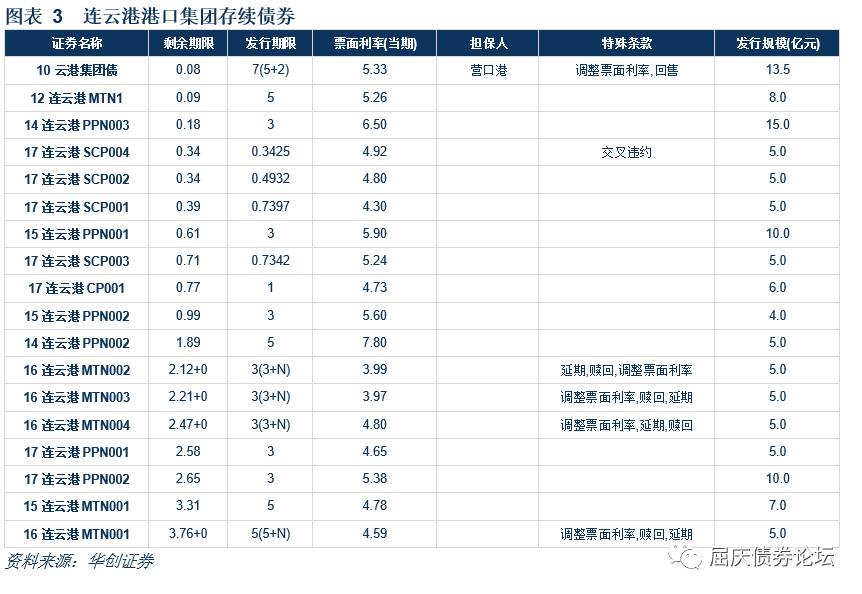 图表 3 连云港港口集团存续债券
证券名称 剩余期限 发行期限 票面利率(当期) 担保人 特殊条款 发行规模(亿元)
10 云港集团债 0.08 7(5+2) 5.33 营口港 调整票面利率,回售 13.5
12 连云港 MTN1 0.09 5 5.26 8.0
14 连云港 PPN003 0.18 3 6.50 15.0
17 连云港 SCP004 0.34 0.3425 4.92 交叉违约 5.0
17 连云港 SCP002 0.34 0.4932 4.80 5.0
17 连云港 SCP001 0.39 0.7397 4.30 5.0
15 连云港 PPN001 0.61 3 5.90 10.0
17 连云港 SCP003 0.71 0.7342 5.24 5.0
17 连云港 CP001 0.77 1 4.73 6.0
15 连云港 PPN002 0.99 3 5.60 4.0
14 连云港 PPN002 1.89 5 7.80 5.0
16 连云港 MTN002 2.12+0 3(3+N) 3.99 延期,赎回,调整票面利率 5.0
16 连云港 MTN003 2.21+0 3(3+N) 3.97 调整票面利率,赎回,延期 5.0
16 连云港 MTN004 2.47+0 3(3+N) 4.80 调整票面利率,延期,赎回 5.0
17 连云港 PPN001 2.58 3 4.65 5.0
17 连云港 PPN002 2.65 3 5.38 10.0
15 连云港 MTN001 3.31 5 4.78 7.0
16 连云港 MTN001 3.76+0 5(5+N) 4.59 调整票面利率,赎回,延期 5.0
资料来源：华创证券
屈庆债券论坛